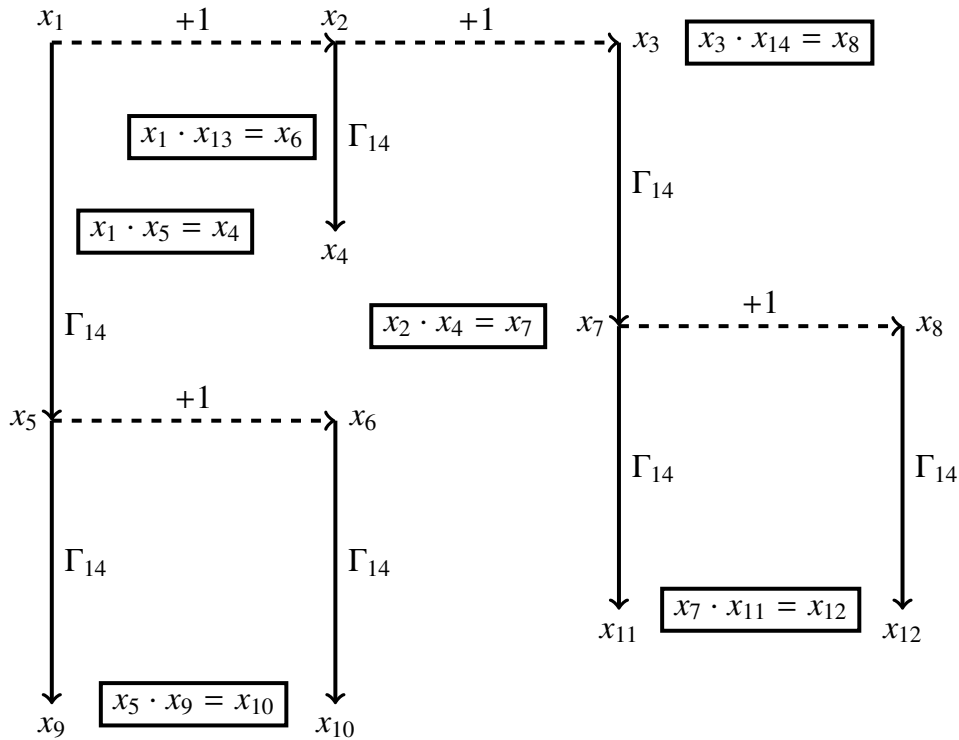 x₁ +1 x₂ +1 x₃ x₃ · x₁₄ = x₈
x₁ · x₁₃ = x₆ Γ₁₄
Γ₁₄
x₁ · x₅ = x₄ x₄
Γ₁₄ x₂ · x₄ = x₇ x₇ +1 x₈
x₅ +1 x₆
Γ₁₄ Γ₁₄
Γ₁₄ Γ₁₄
x₇ · x₁₁ = x₁₂
x₁₁ x₁₂
x₅ · x₉ = x₁₀
x₉ x₁₀